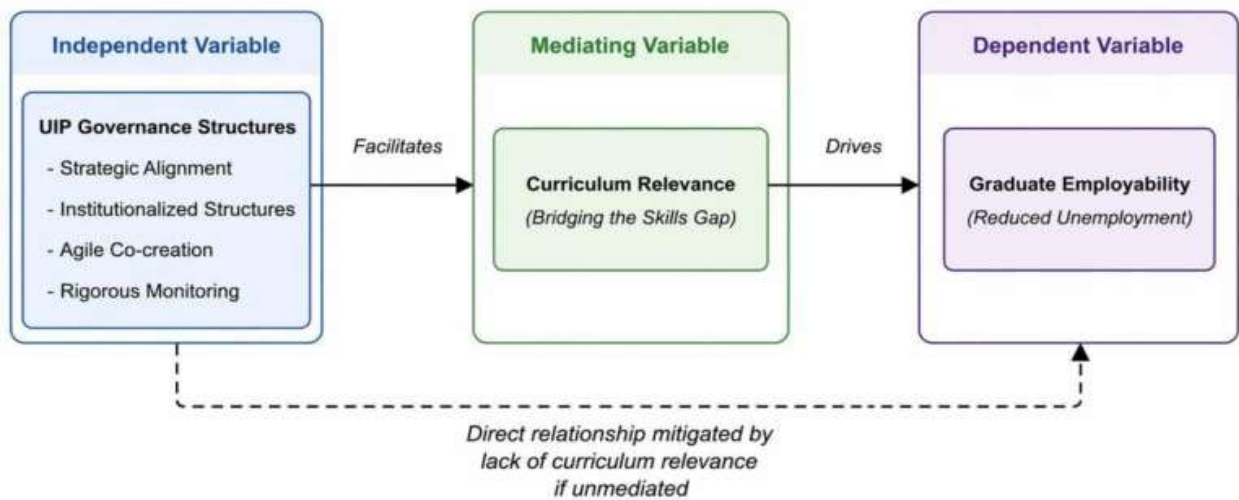 Independent Variable
UIP Governance Structures
- Strategic Alignment
- Institutionalized Structures
- Agile Co-creation
- Rigorous Monitoring
Facilitates
Mediating Variable
Curriculum Relevance
(Bridging the Skills Gap)
Drives
Dependent Variable
Graduate Employability
(Reduced Unemployment)
Direct relationship mitigated by
lack of curriculum relevance
if unmediated